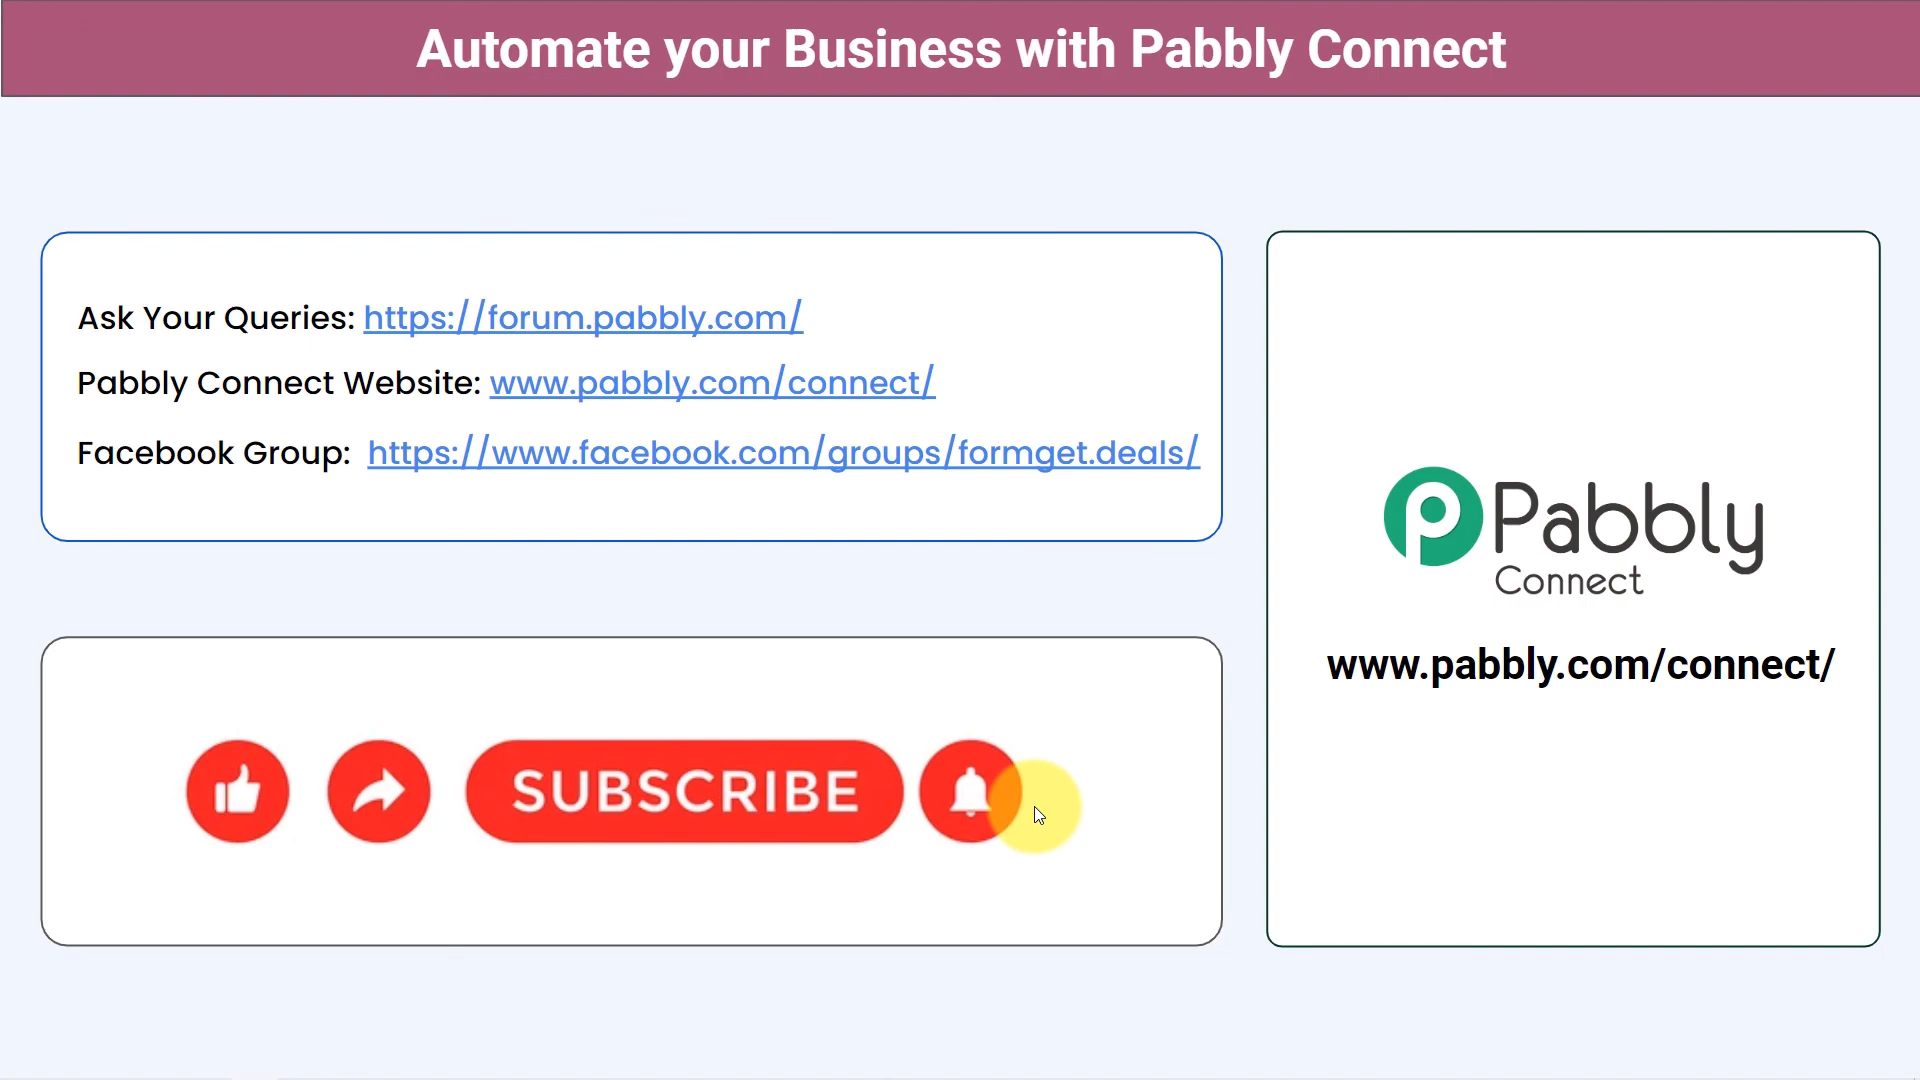 Automate your Business with Pabbly Connect
Ask Your Queries: https://forum.pabbly.com/
Pabbly Connect Website: www.pabbly.com/connect/
Facebook Group: https://www.facebook.com/groups/formget.deals/
Pabbly
Connect
www.pabbly.com/connect/
SUBSCRIBE